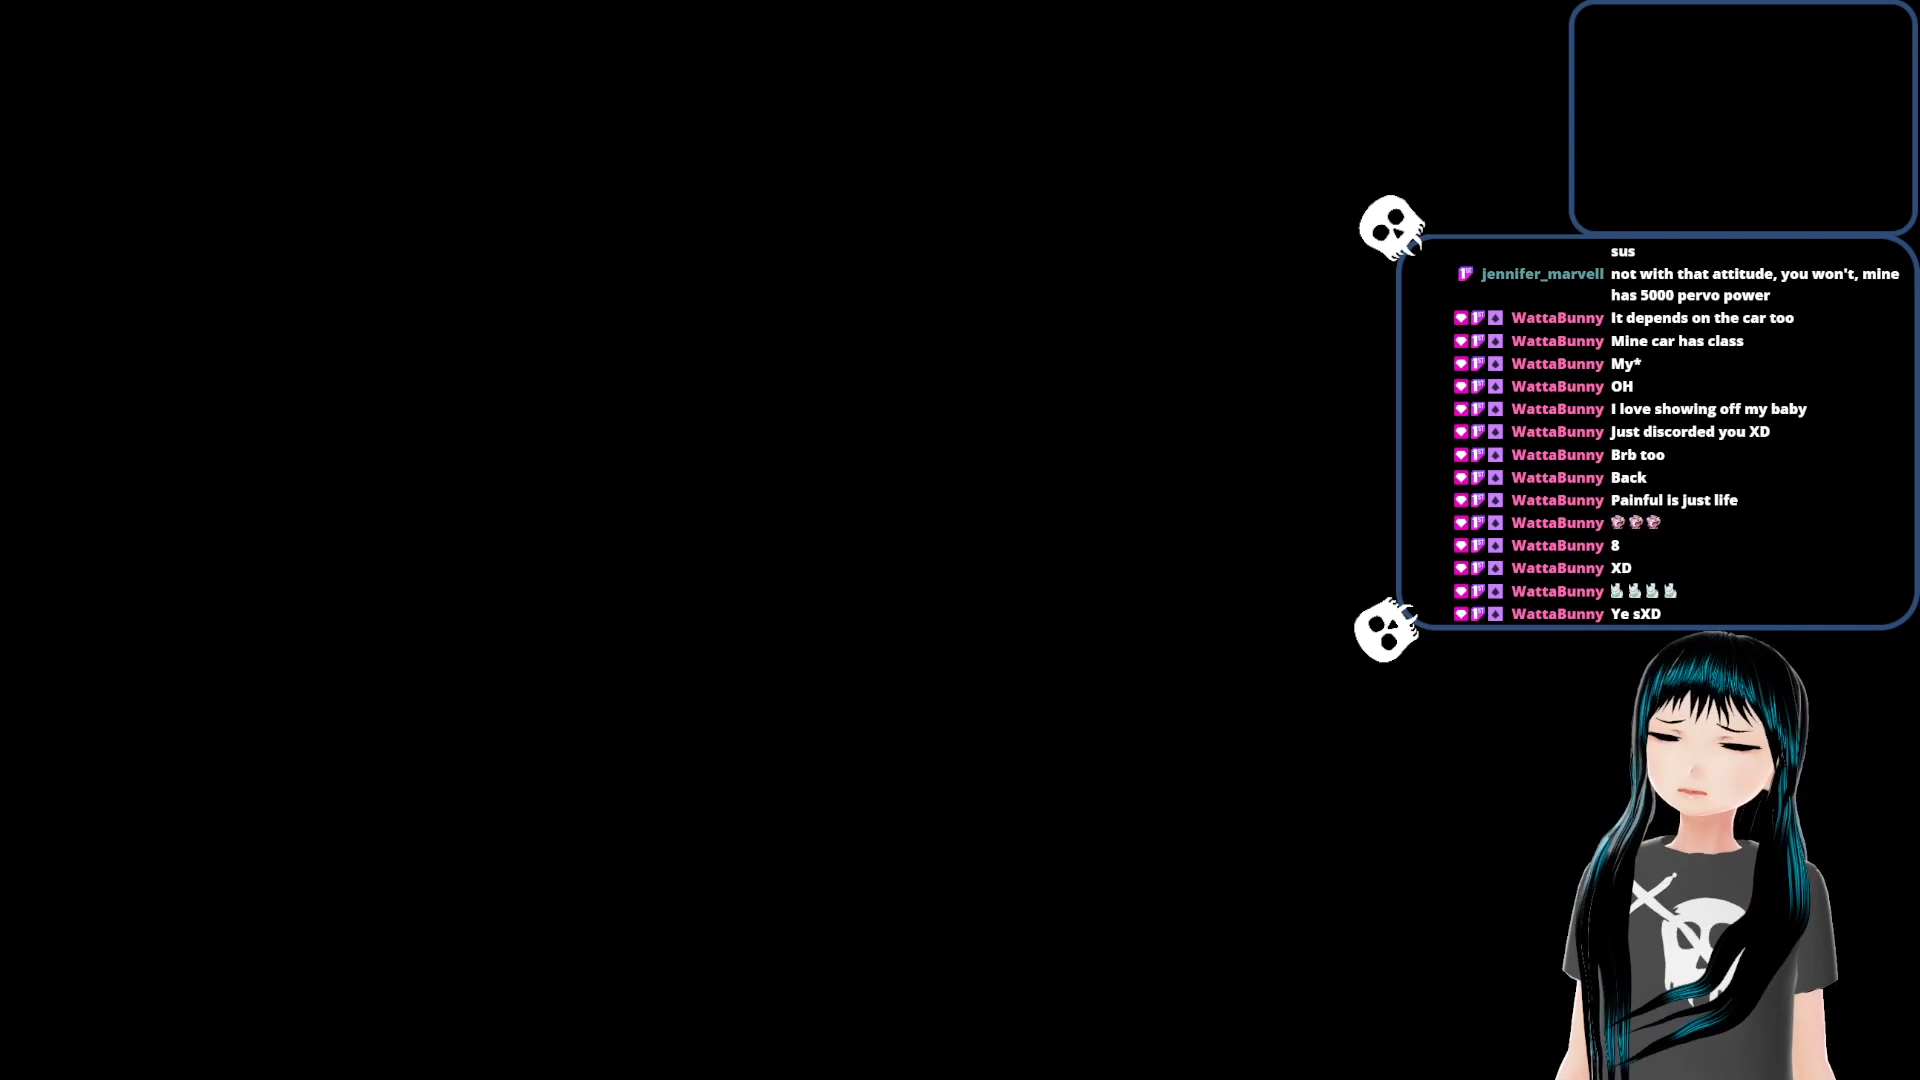 sus
jennifer_marvell not with that attitude, you won't, mine
has 5000 pervo power
WattaBunny It depends on the car too
WattaBunny Mine car has class
WattaBunny My*
WattaBunny OH
WattaBunny I love showing off my baby
WattaBunny Just discorded you XD
WattaBunny Brb too
WattaBunny Back
WattaBunny Painful is just life
WattaBunny
WattaBunny 8
WattaBunny XD
WattaBunny
WattaBunny Ye sXD